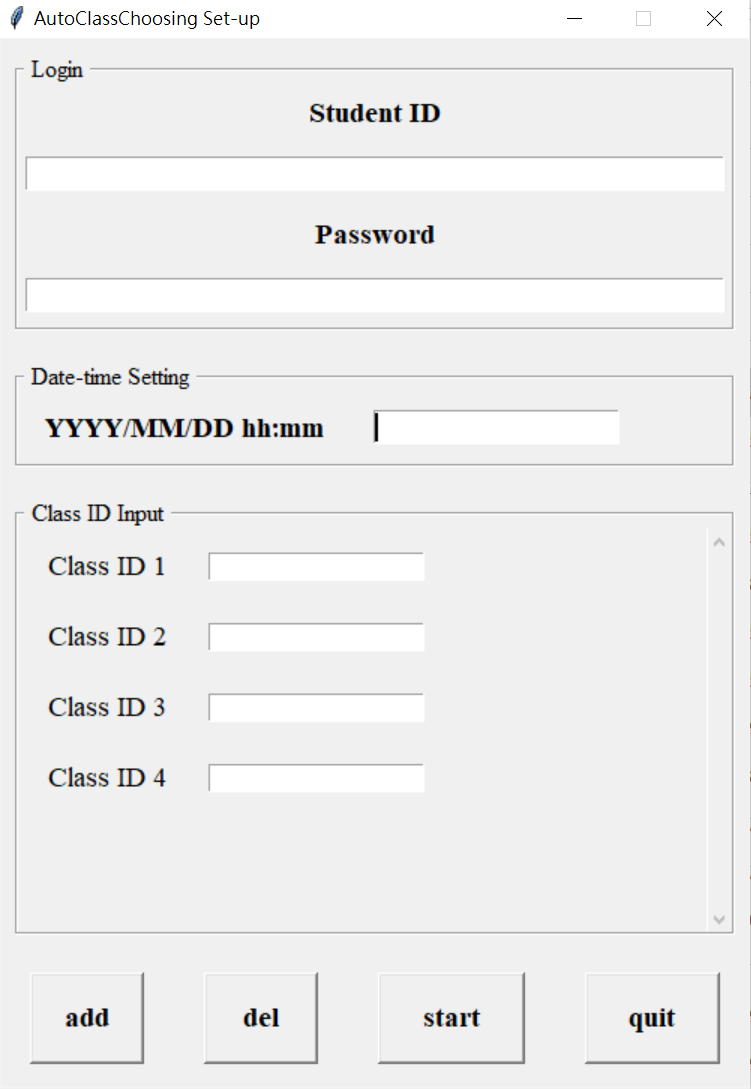 AutoClassChoosing Set-up
Login
Student ID
Password
Date-time Setting
YYYY/MM/DD hh:mm
Class ID Input
Class ID 1
Class ID 2
Class ID 3
Class ID 4
add del start quit